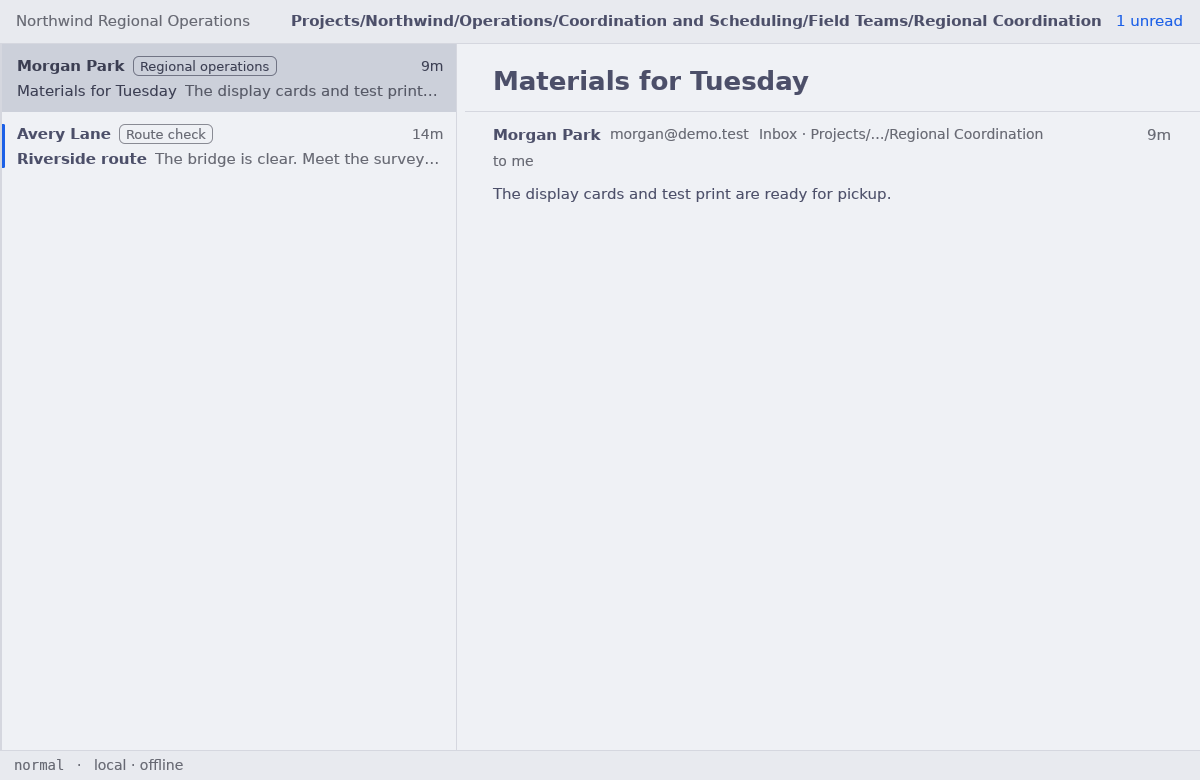 Northwind Regional Operations Projects/Northwind/Operations/Coordination and Scheduling/Field Teams/Regional Coordination 1 unread
Morgan Park Regional operations 9m
Materials for Tuesday The display cards and test print…
Avery Lane Route check 14m
Riverside route The bridge is clear. Meet the survey…
Materials for Tuesday
Morgan Park morgan@demo.test Inbox · Projects/…/Regional Coordination 9m
to me
The display cards and test print are ready for pickup.
normal · local · offline